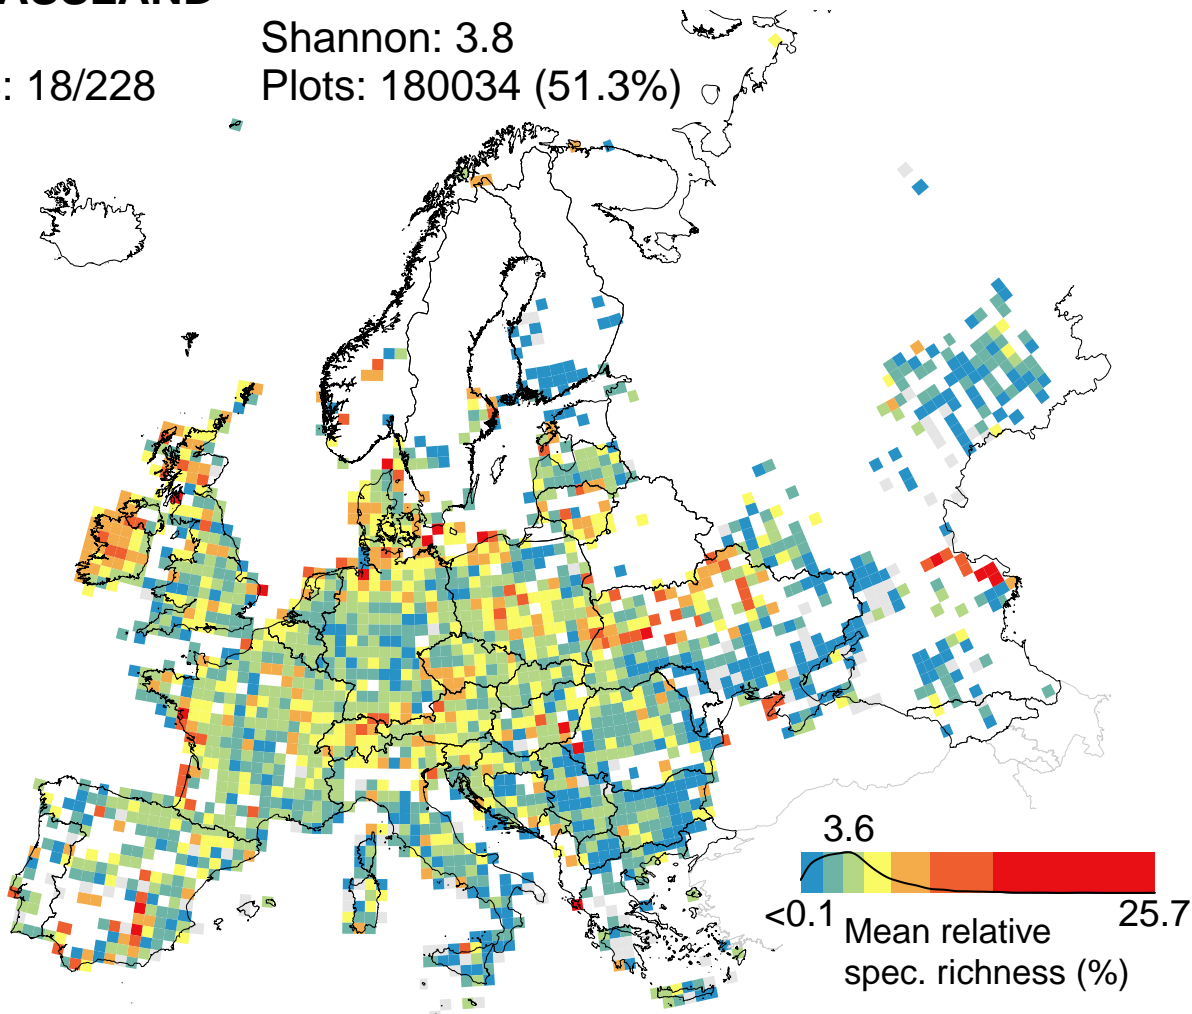 Shannon: 3.8
: 18/228
Plots: 180034 (51.3%)
3.6
<0.1
25.7
Mean relative
spec. richness (%)